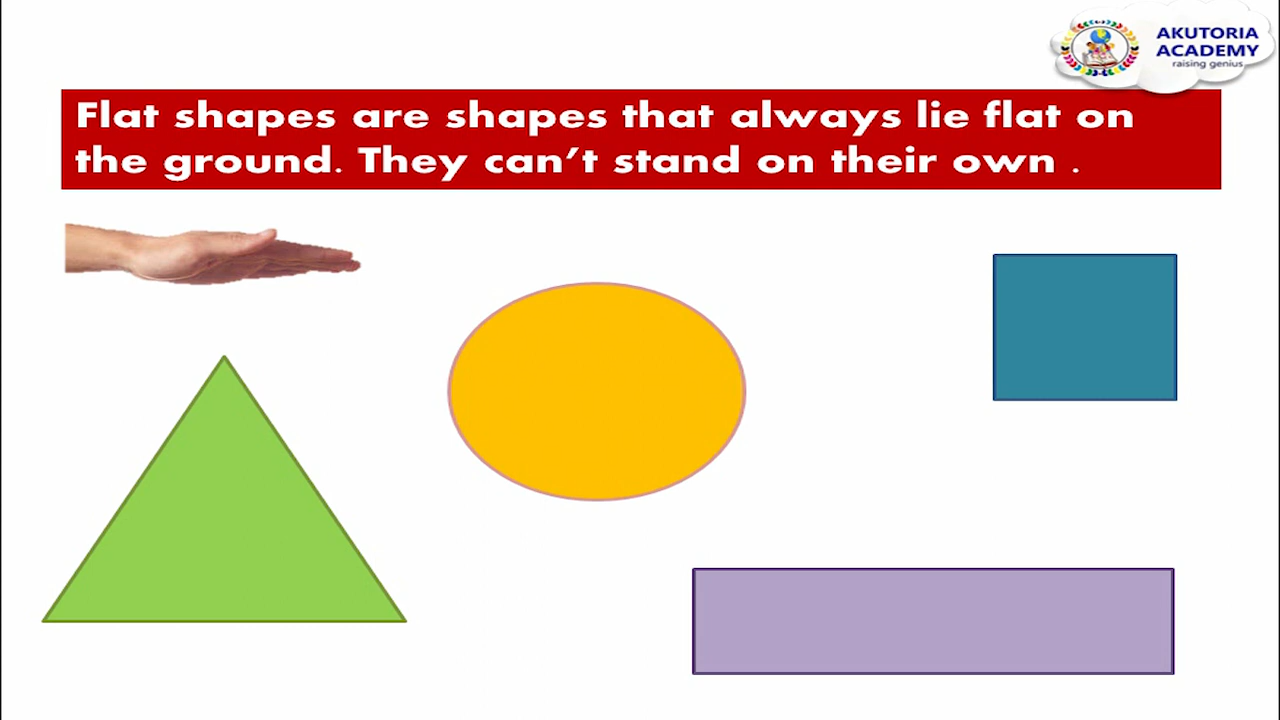 AKUTORIA
ACADEMY
raising genius
Flat shapes are shapes that always lie flat on
the ground. They can’t stand on their own .